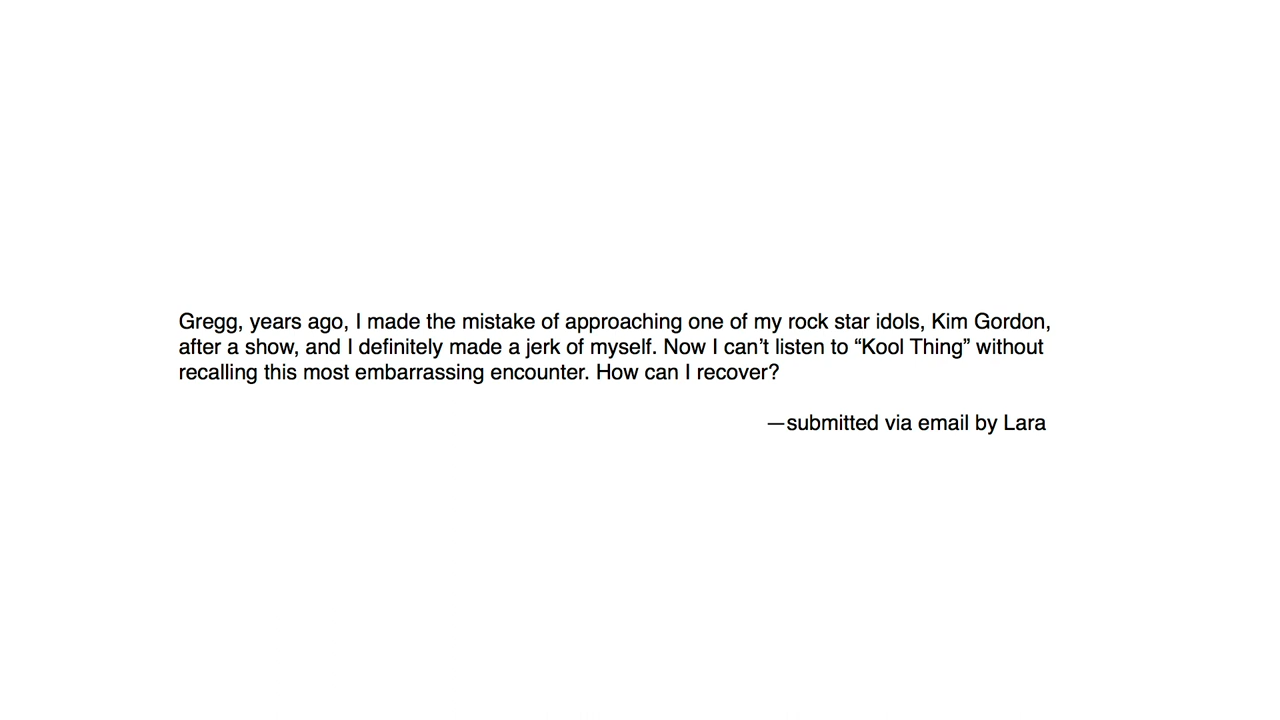 Gregg, years ago, I made the mistake of approaching one of my rock star idols, Kim Gordon,
after a show, and I definitely made a jerk of myself. Now I can’t listen to “Kool Thing” without
recalling this most embarrassing encounter. How can I recover?
—submitted via email by Lara